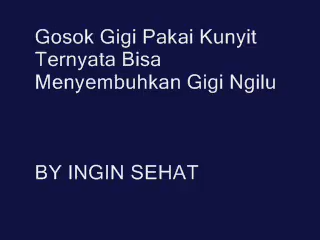 Gosok Gigi Pakai Kunyit
Ternyata Bisa
Menyembuhkan Gigi Ngilu
BY INGIN SEHAT